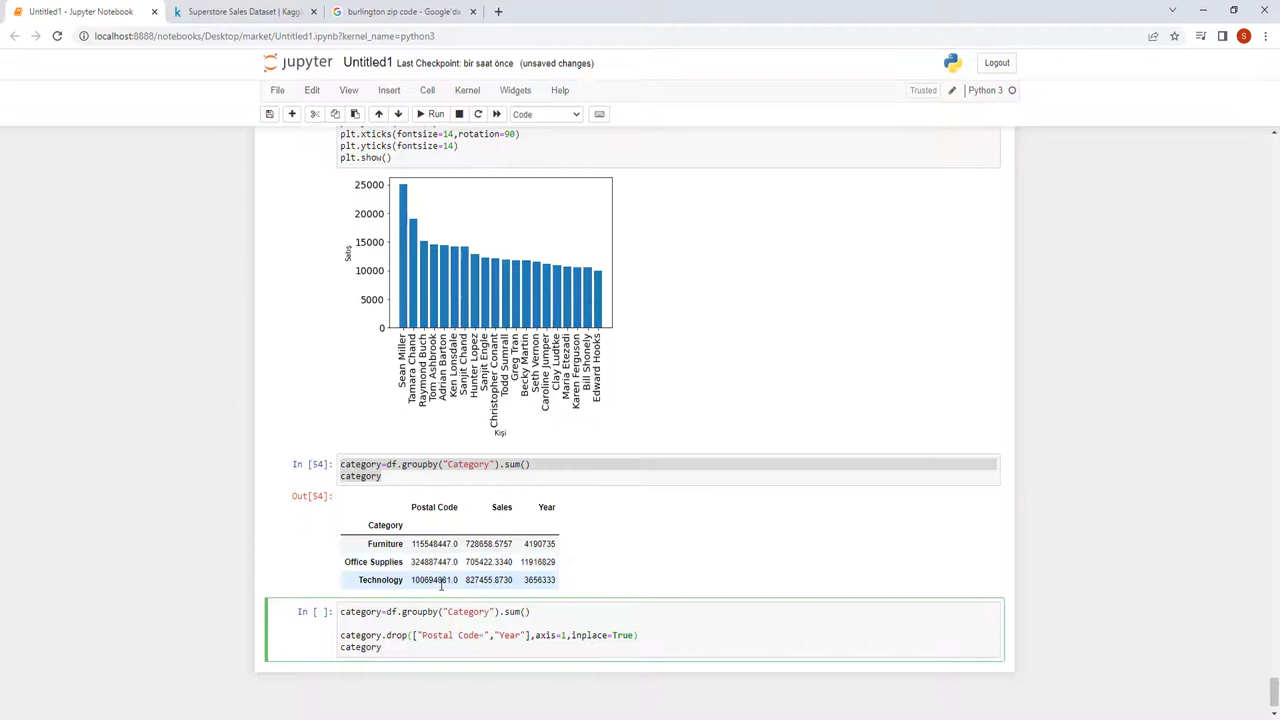 Untitled1 - Jupyter Notebook
Superstore Sales Dataset | Kaggl
burlington zip code - Google'da
localhost:8888/notebooks/Desktop/market/Untitled1.ipynb?kernel_name=python3
S
jupyter Untitled1 Last Checkpoint: bir saat önce (unsaved changes)
Logout
File Edit View Insert Cell Kernel Widgets Help
Trusted Python 3
Run Code
plt.xticks(fontsize=14,rotation=90)
plt.yticks(fontsize=14)
plt.show()
25000
20000
15000
10000
5000
0
Satış
Sean Miller
Tamara Chand
Raymond Buch
Tom Ashbrook
Adrian Barton
Ken Lonsdale
Sanjit Chand
Hunter Lopez
Sanjit Engle
Christopher Conant
Todd Sumrall
Greg Tran
Becky Martin
Seth Vernon
Caroline Jumper
Clay Ludtke
Maria Etezadi
Karen Ferguson
Bill Shonely
Edward Hooks
Kişi
In [54]: category=df.groupby("Category").sum()
category
Out[54]:
Postal Code Sales Year
Category
Furniture 115548447.0 728658.5757 4190735
Office Supplies 324887447.0 705422.3340 11916829
Technology 827455.8730 3656333
In [ ]: category=df.groupby("Category").sum()
category.drop(["Postal Code=","Year"],axis=1,inplace=True)
category